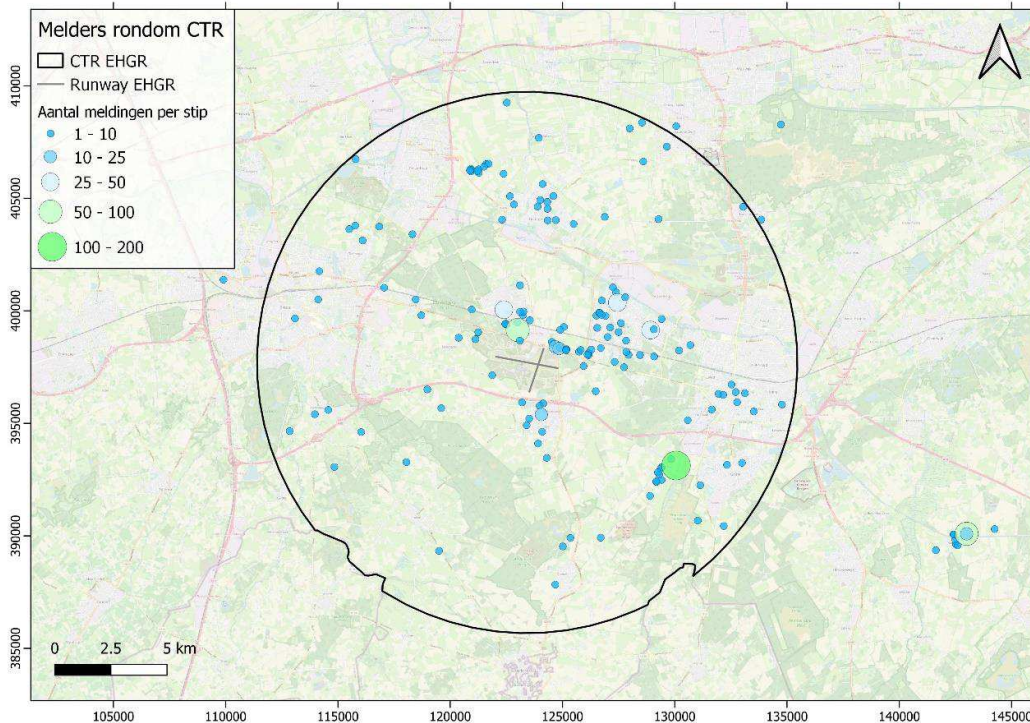 Melders rondom CTR
CTR EHGR
Runway EHGR
Aantal meldingen per stip
1 - 10
10 - 25
25 - 50
50 - 100
100 - 200
410000
405000
400000
395000
390000
385000
0 2.5 5 km
105000 110000 115000 120000 125000 130000 135000 140000 145000